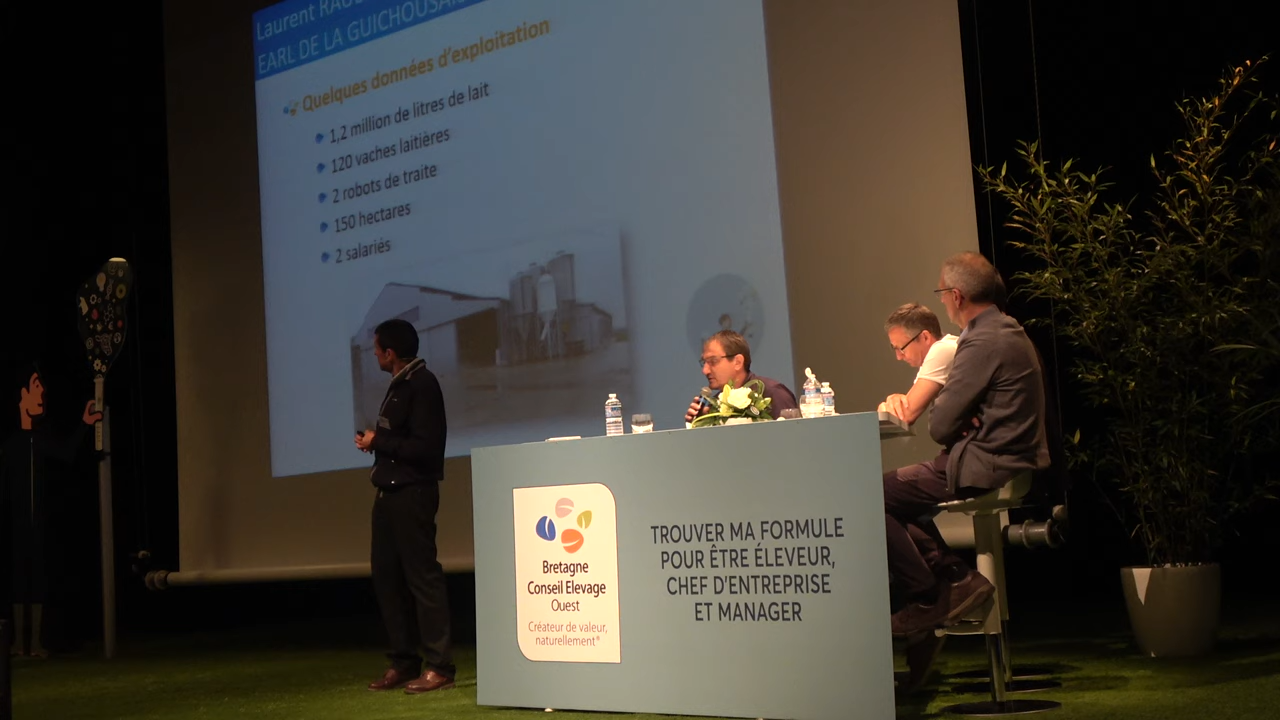 Laurent
EARL DE LA
Quelques données d'exploitation
1,2 million de litres de lait
120 vaches laitières
2 robots de traite
150 hectares
2 salariés
Bretagne
Conseil Elevage
Ouest
Créateur de valeur,
naturellement®
TROUVER MA FORMULE
POUR ÊTRE ÉLEVEUR,
CHEF D'ENTREPRISE
ET MANAGER